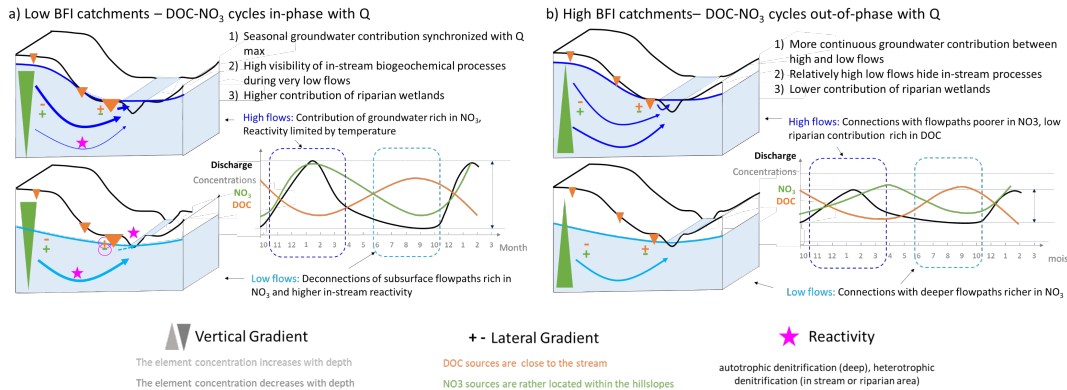 a) Low BFI catchments – DOC-NO3 cycles in-phase with Q
1) Seasonal groundwater contribution synchronized with Q
max
2) High visibility of in-stream biogeochemical processes
during very low flows
3) Higher contribution of riparian wetlands
High flows: Contribution of groundwater rich in NO3,
Reactivity limited by temperature
Discharge
Concentrations
NO3
DOC
10 11 12 1 2 3 4 5 6 7 8 9 10 11 12 1 2 3 Month
Low flows: Deconnections of subsurface flowpaths rich in
NO3 and higher in-stream reactivity
b) High BFI catchments– DOC-NO3 cycles out-of-phase with Q
1) More continuous groundwater contribution between
high and low flows
2) Relatively high low flows hide in-stream processes
3) Lower contribution of riparian wetlands
High flows: Connections with flowpaths poorer in NO3, low
riparian contribution rich in DOC
Discharge
Concentrations
NO3
DOC
10 11 12 1 2 3 4 5 6 7 8 9 10 11 12 1 2 3 mois
Low flows: Connections with deeper flowpaths richer in NO3
Vertical Gradient
The element concentration increases with depth
The element concentration decreases with depth
+ - Lateral Gradient
DOC sources are close to the stream
NO3 sources are rather located within the hillslopes
Reactivity
autotrophic denitrification (deep), heterotrophic
denitrification (in stream or riparian area)